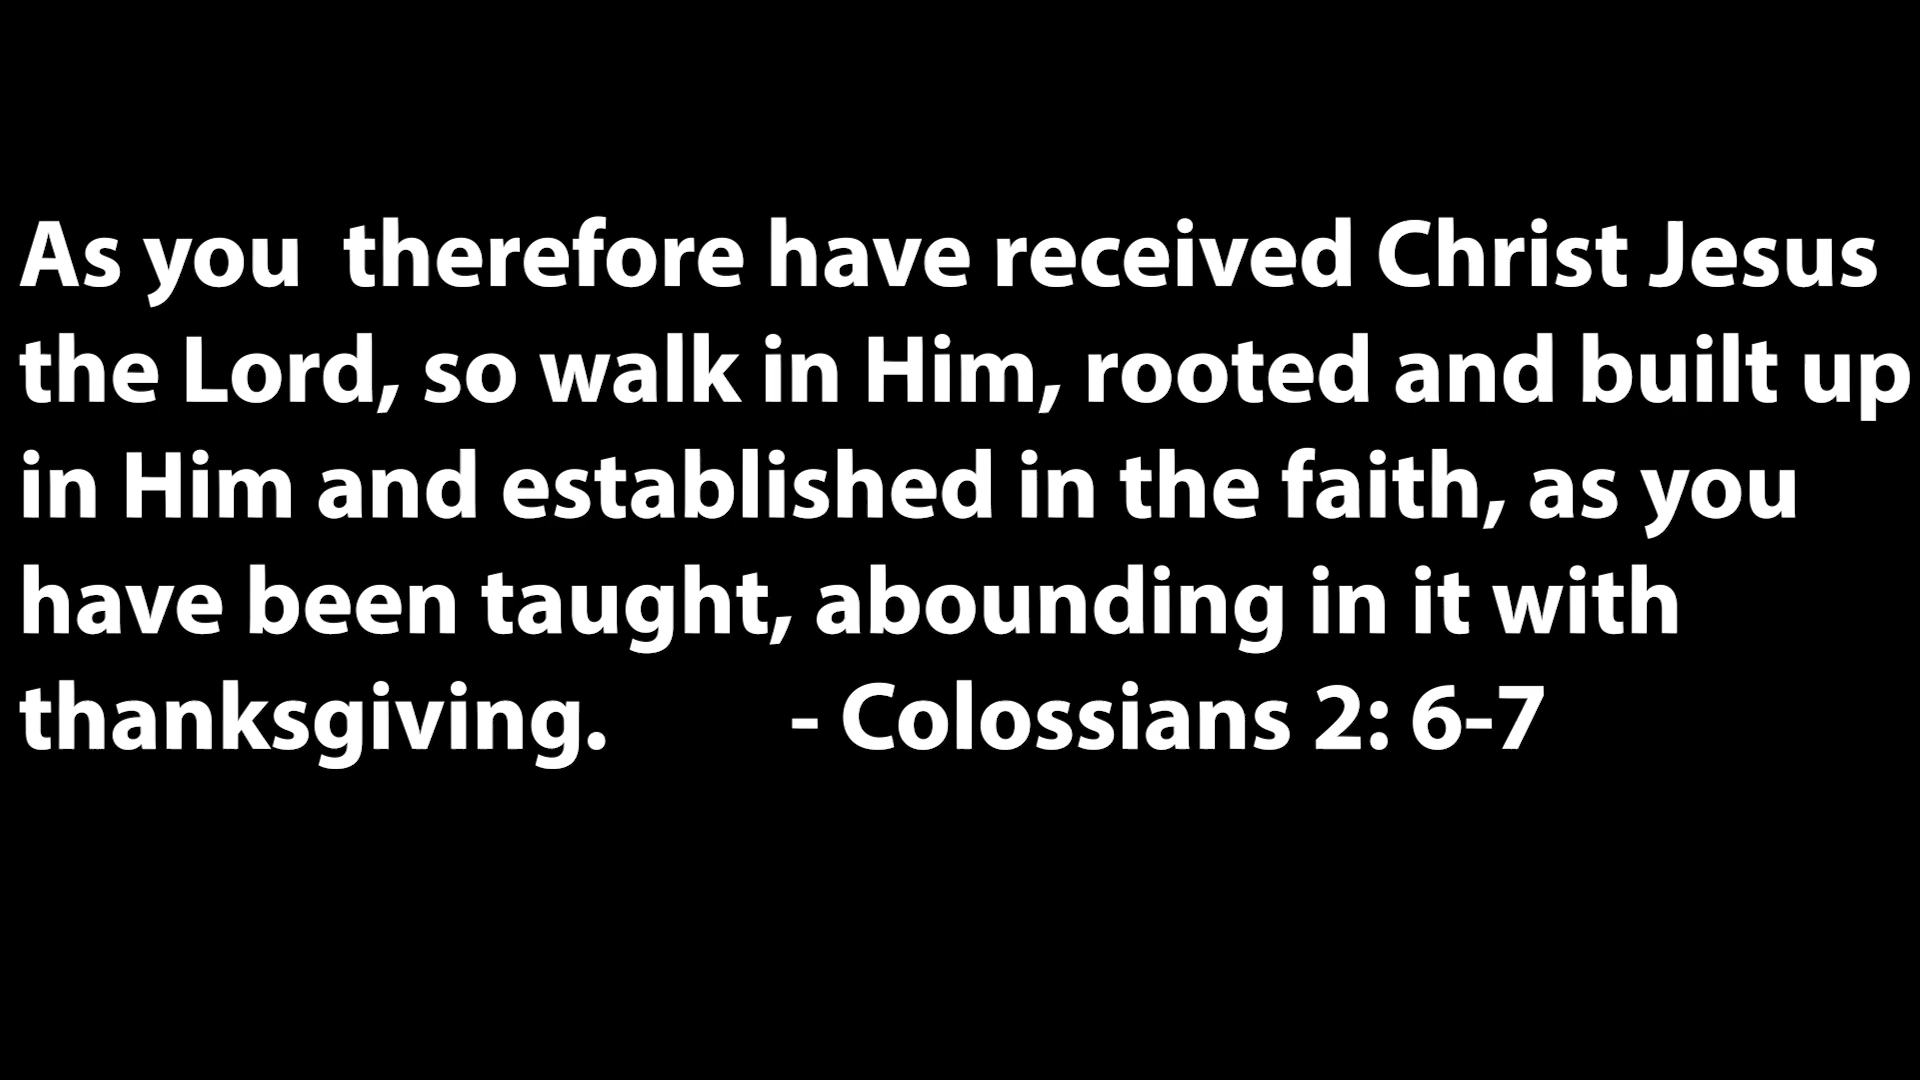 As you  therefore have received Christ Jesus
the Lord, so walk in Him, rooted and built up
in Him and established in the faith, as you
have been taught, abounding in it with
thanksgiving.        - Colossians 2: 6-7